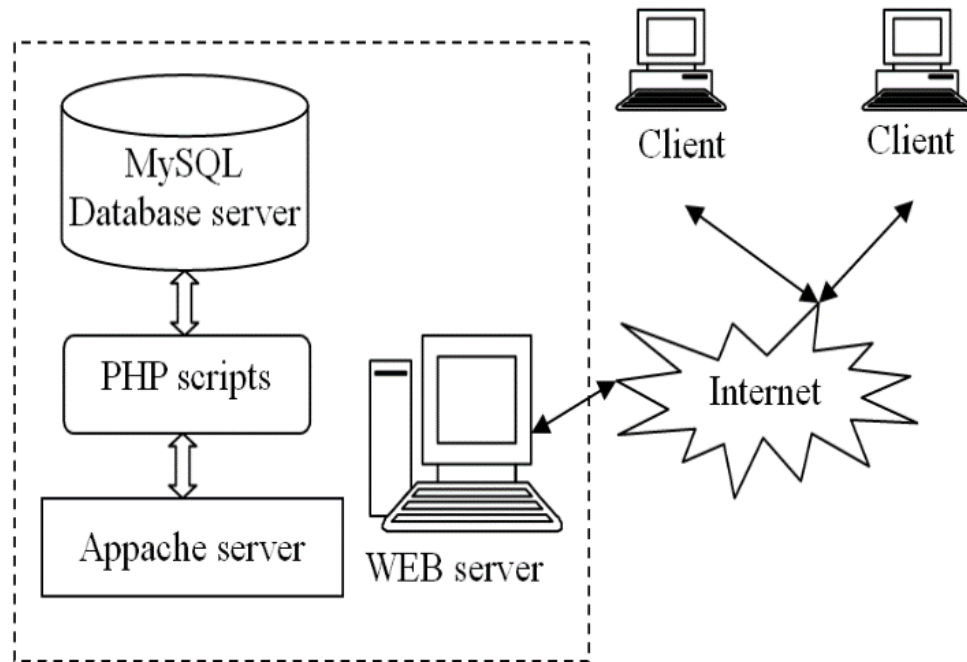 MySQL
Database server
PHP scripts
Appache server
WEB server
Client
Client
Internet